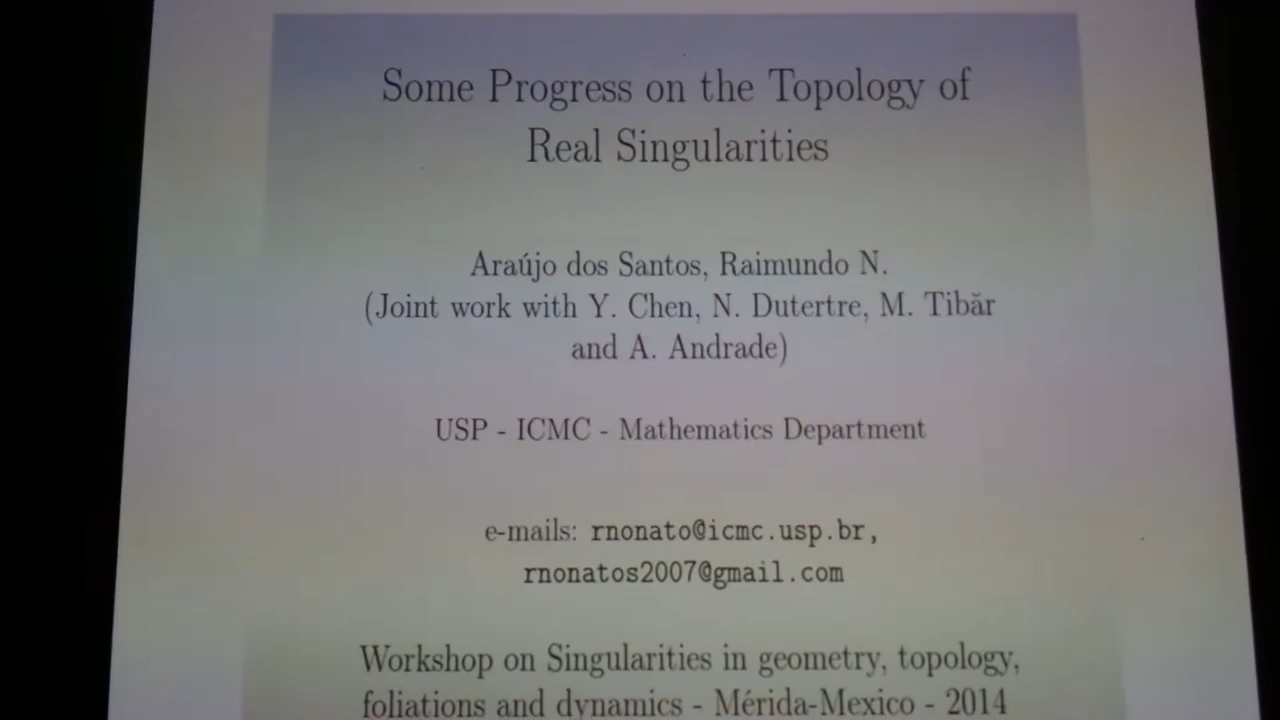 Some Progress on the Topology of
Real Singularities
Araújo dos Santos, Raimundo N.
(Joint work with Y. Chen, N. Dutertre, M. Tibăr
and A. Andrade)
USP - ICMC - Mathematics Department
e-mails: rnonato@icmc.usp.br,
rnonatos2007@gmail.com
Workshop on Singularities in geometry, topology,
foliations and dynamics - Mérida-Mexico - 2014